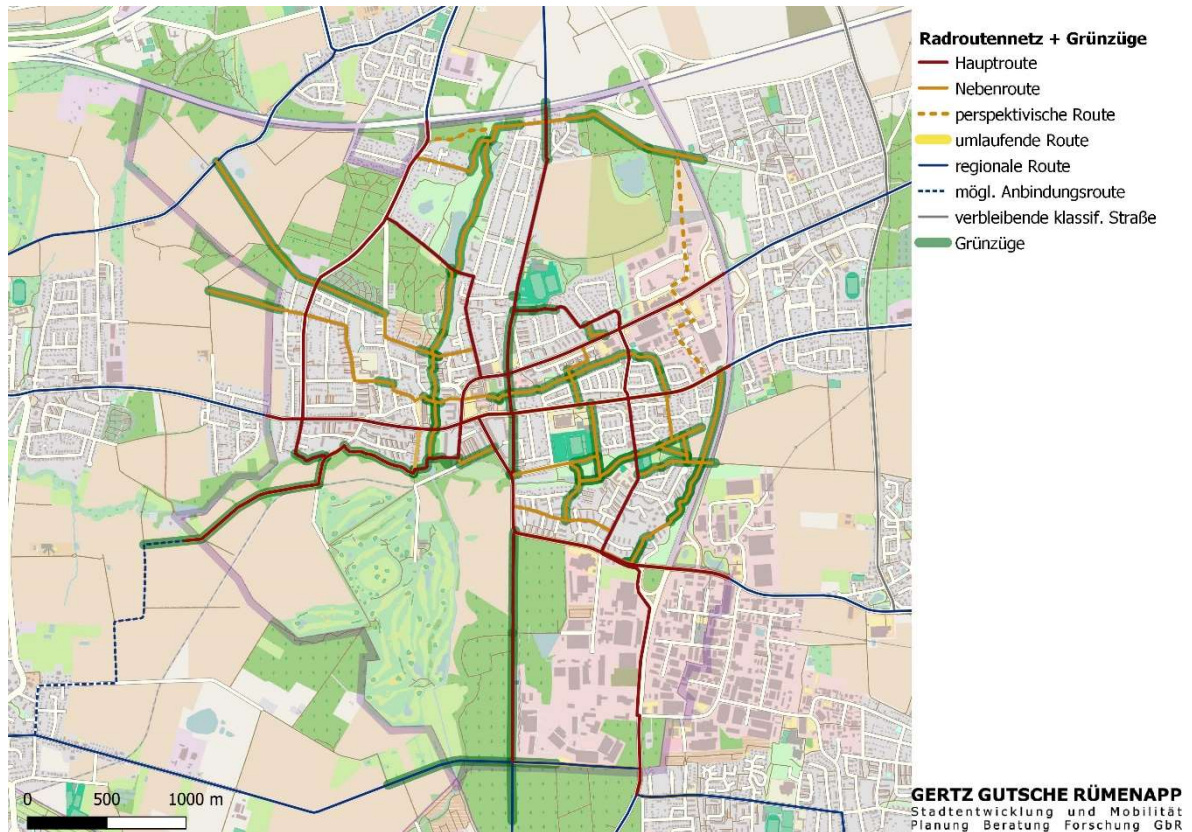 Radroutennetz + Grünzüge
Hauptroute
Nebenroute
perspektivische Route
umlaufende Route
regionale Route
mögl. Anbindungsroute
verbleibende klassif. Straße
Grünzüge
0 500 1000 m
GERTZ GUTSCHE RÜMENAPP
Stadtentwicklung und Mobilität
Planung Beratung Forschung GbR